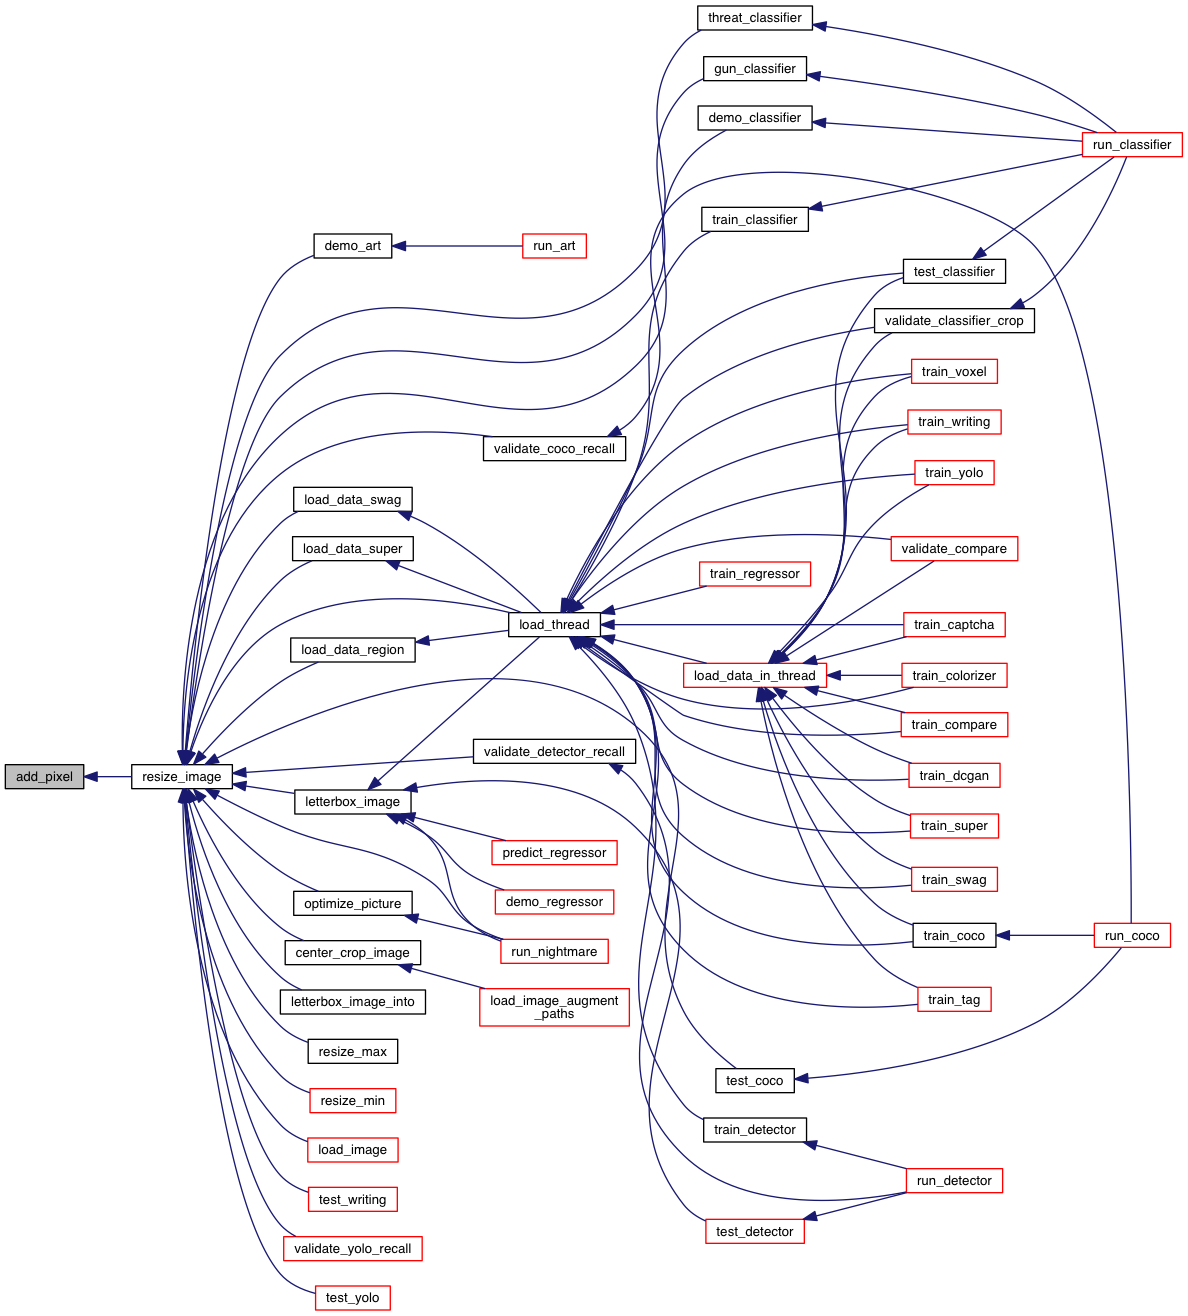 threat_classifier
gun_classifier
demo_classifier
run_classifier
train_classifier
demo_art
run_art
test_classifier
validate_classifier_crop
train_voxel
train_writing
validate_coco_recall
train_yolo
load_data_swag
load_data_super
validate_compare
train_regressor
load_thread
train_captcha
load_data_region
load_data_in_thread
train_colorizer
train_compare
validate_detector_recall
add_pixel
resize_image
train_dcgan
letterbox_image
train_super
predict_regressor
train_swag
optimize_picture
demo_regressor
train_coco
run_coco
center_crop_image
run_nightmare
letterbox_image_into
load_image_augment
_paths
train_tag
resize_max
test_coco
resize_min
train_detector
load_image
run_detector
test_writing
test_detector
validate_yolo_recall
test_yolo